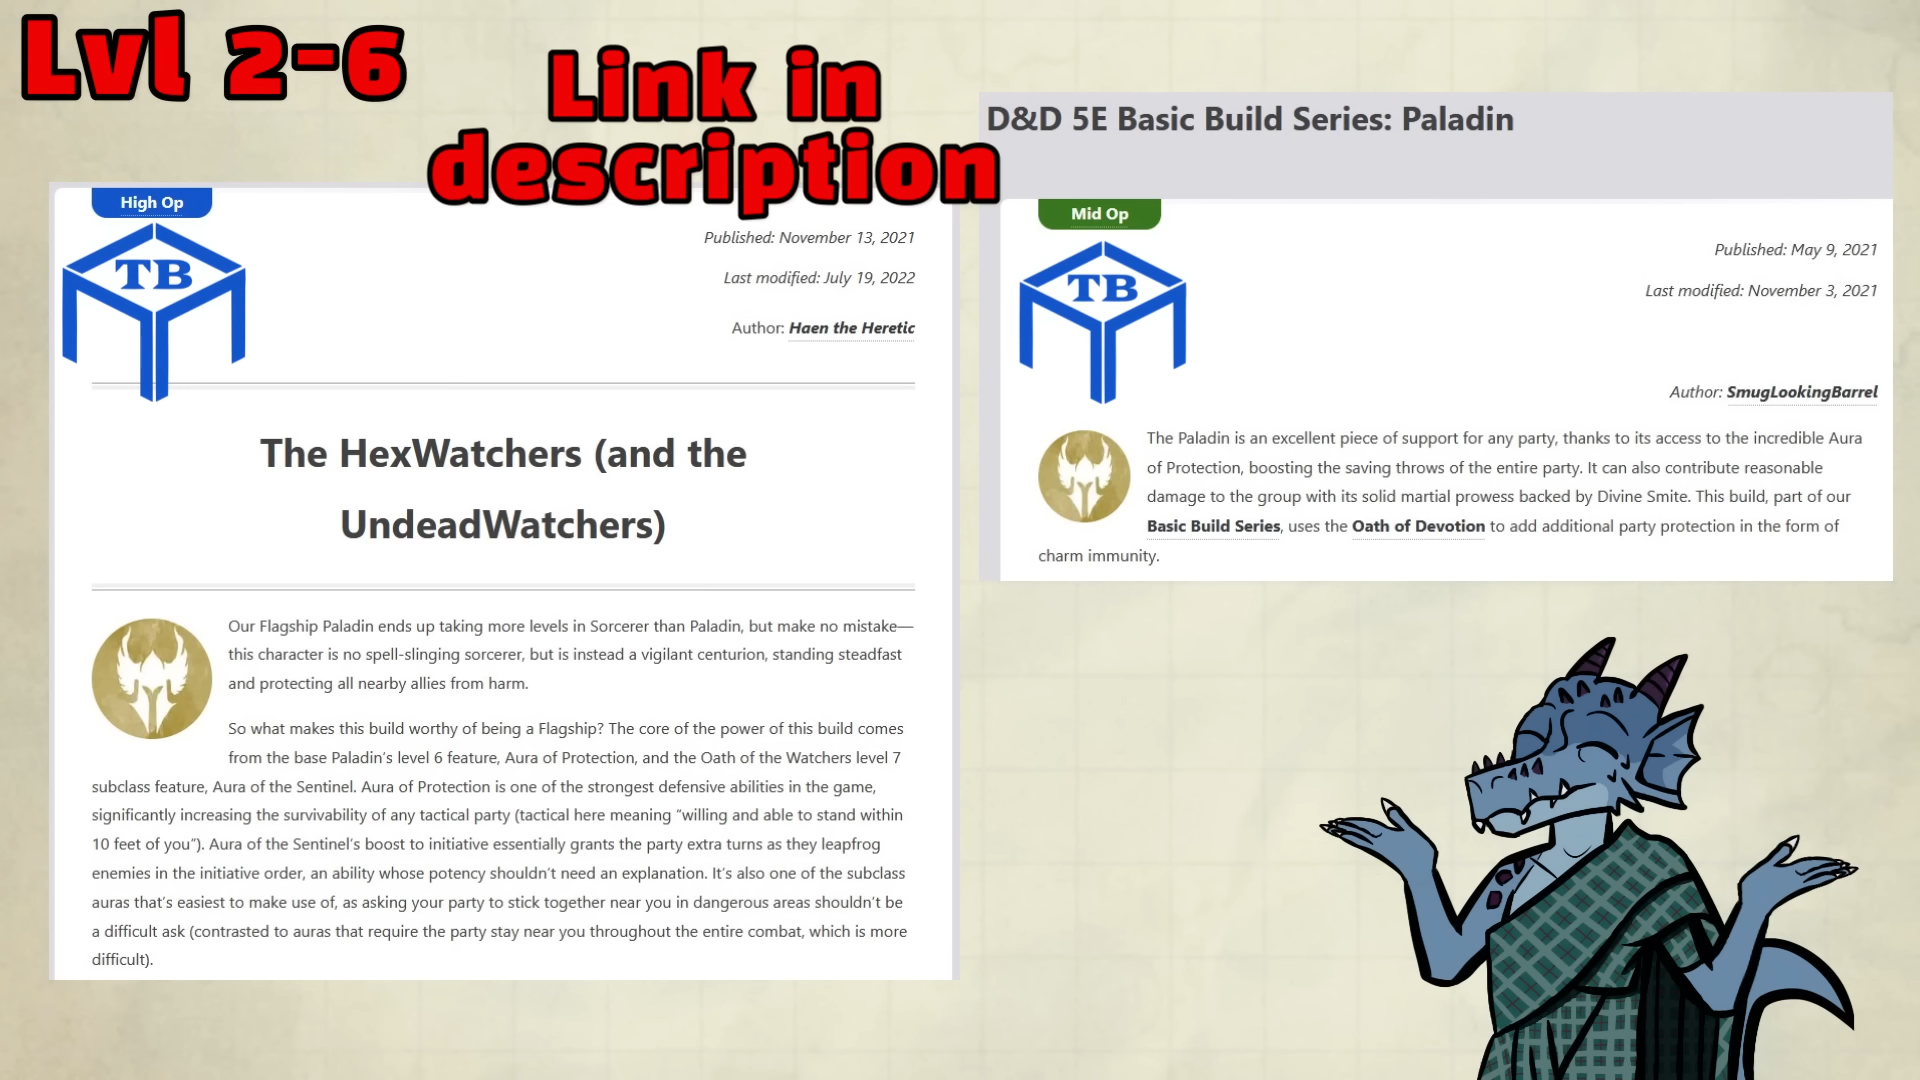 Lvl 2-6
Link in
description
High Op
TB
Published: November 13, 2021
Last modified: July 19, 2022
Author: Haen the Heretic
The HexWatchers (and the
UndeadWatchers)
Our Flagship Paladin ends up taking more levels in Sorcerer than Paladin, but make no mistake—
this character is no spell-slinging sorcerer, but is instead a vigilant centurion, standing steadfast
and protecting all nearby allies from harm.
So what makes this build worthy of being a Flagship? The core of the power of this build comes
from the base Paladin's level 6 feature, Aura of Protection, and the Oath of the Watchers level 7
subclass feature, Aura of the Sentinel. Aura of Protection is one of the strongest defensive abilities in the game,
significantly increasing the survivability of any tactical party (tactical here meaning “willing and able to stand within
10 feet of you”). Aura of the Sentinel's boost to initiative essentially grants the party extra turns as they leapfrog
enemies in the initiative order, an ability whose potency shouldn't need an explanation. It's also one of the subclass
auras that's easiest to make use of, as asking your party to stick together near you in dangerous areas shouldn't be
a difficult ask (contrasted to auras that require the party stay near you throughout the entire combat, which is more
difficult).
D&D 5E Basic Build Series: Paladin
Mid Op
TB
Published: May 9, 2021
Last modified: November 3, 2021
Author: SmugLookingBarrel
The Paladin is an excellent piece of support for any party, thanks to its access to the incredible Aura
of Protection, boosting the saving throws of the entire party. It can also contribute reasonable
damage to the group with its solid martial prowess backed by Divine Smite. This build, part of our
Basic Build Series, uses the Oath of Devotion to add additional party protection in the form of
charm immunity.